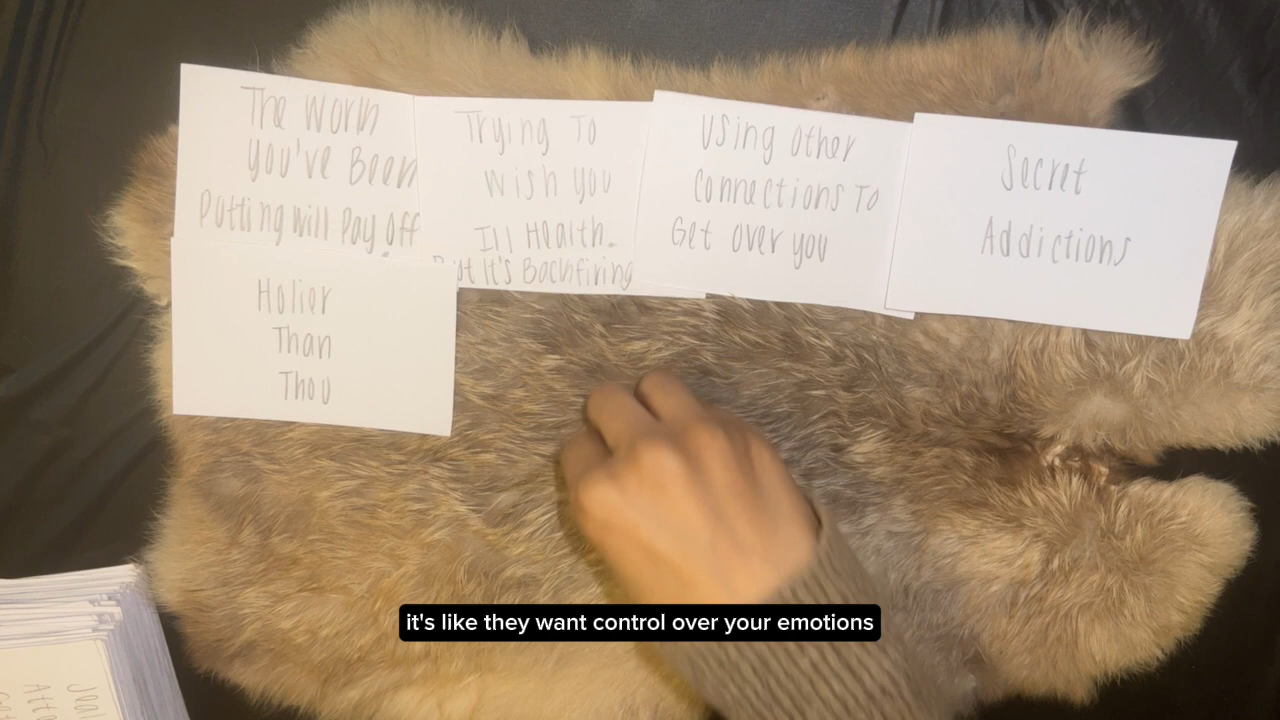 The Work
You've Been
Putting Will Pay Off
Trying To
Wish You
Ill Health.
But It's Backfiring
Using Other
Connections To
Get Over You
Secret
Addictions
Holier
Than
Thou
it's like they want control over your emotions